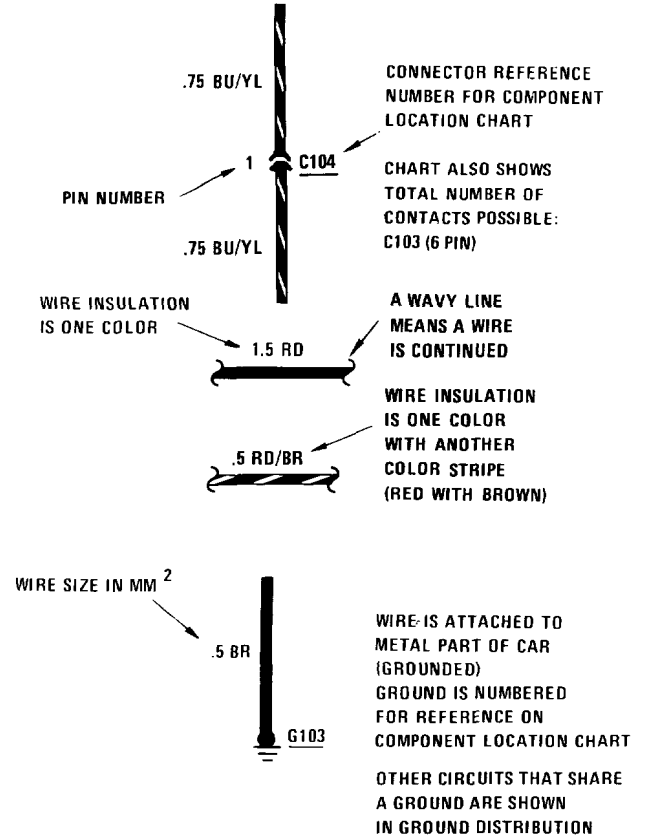 .75 BU/YL
CONNECTOR REFERENCE
NUMBER FOR COMPONENT
LOCATION CHART
1 C104
PIN NUMBER
CHART ALSO SHOWS
TOTAL NUMBER OF
CONTACTS POSSIBLE:
C103 (6 PIN)
.75 BU/YL
WIRE INSULATION
IS ONE COLOR
A WAVY LINE
MEANS A WIRE
IS CONTINUED
1.5 RD
WIRE INSULATION
IS ONE COLOR
WITH ANOTHER
COLOR STRIPE
(RED WITH BROWN)
.5 RD/BR
WIRE SIZE IN MM 2
.5 BR
G103
WIRE IS ATTACHED TO
METAL PART OF CAR
(GROUNDED)
GROUND IS NUMBERED
FOR REFERENCE ON
COMPONENT LOCATION CHART
OTHER CIRCUITS THAT SHARE
A GROUND ARE SHOWN
IN GROUND DISTRIBUTION